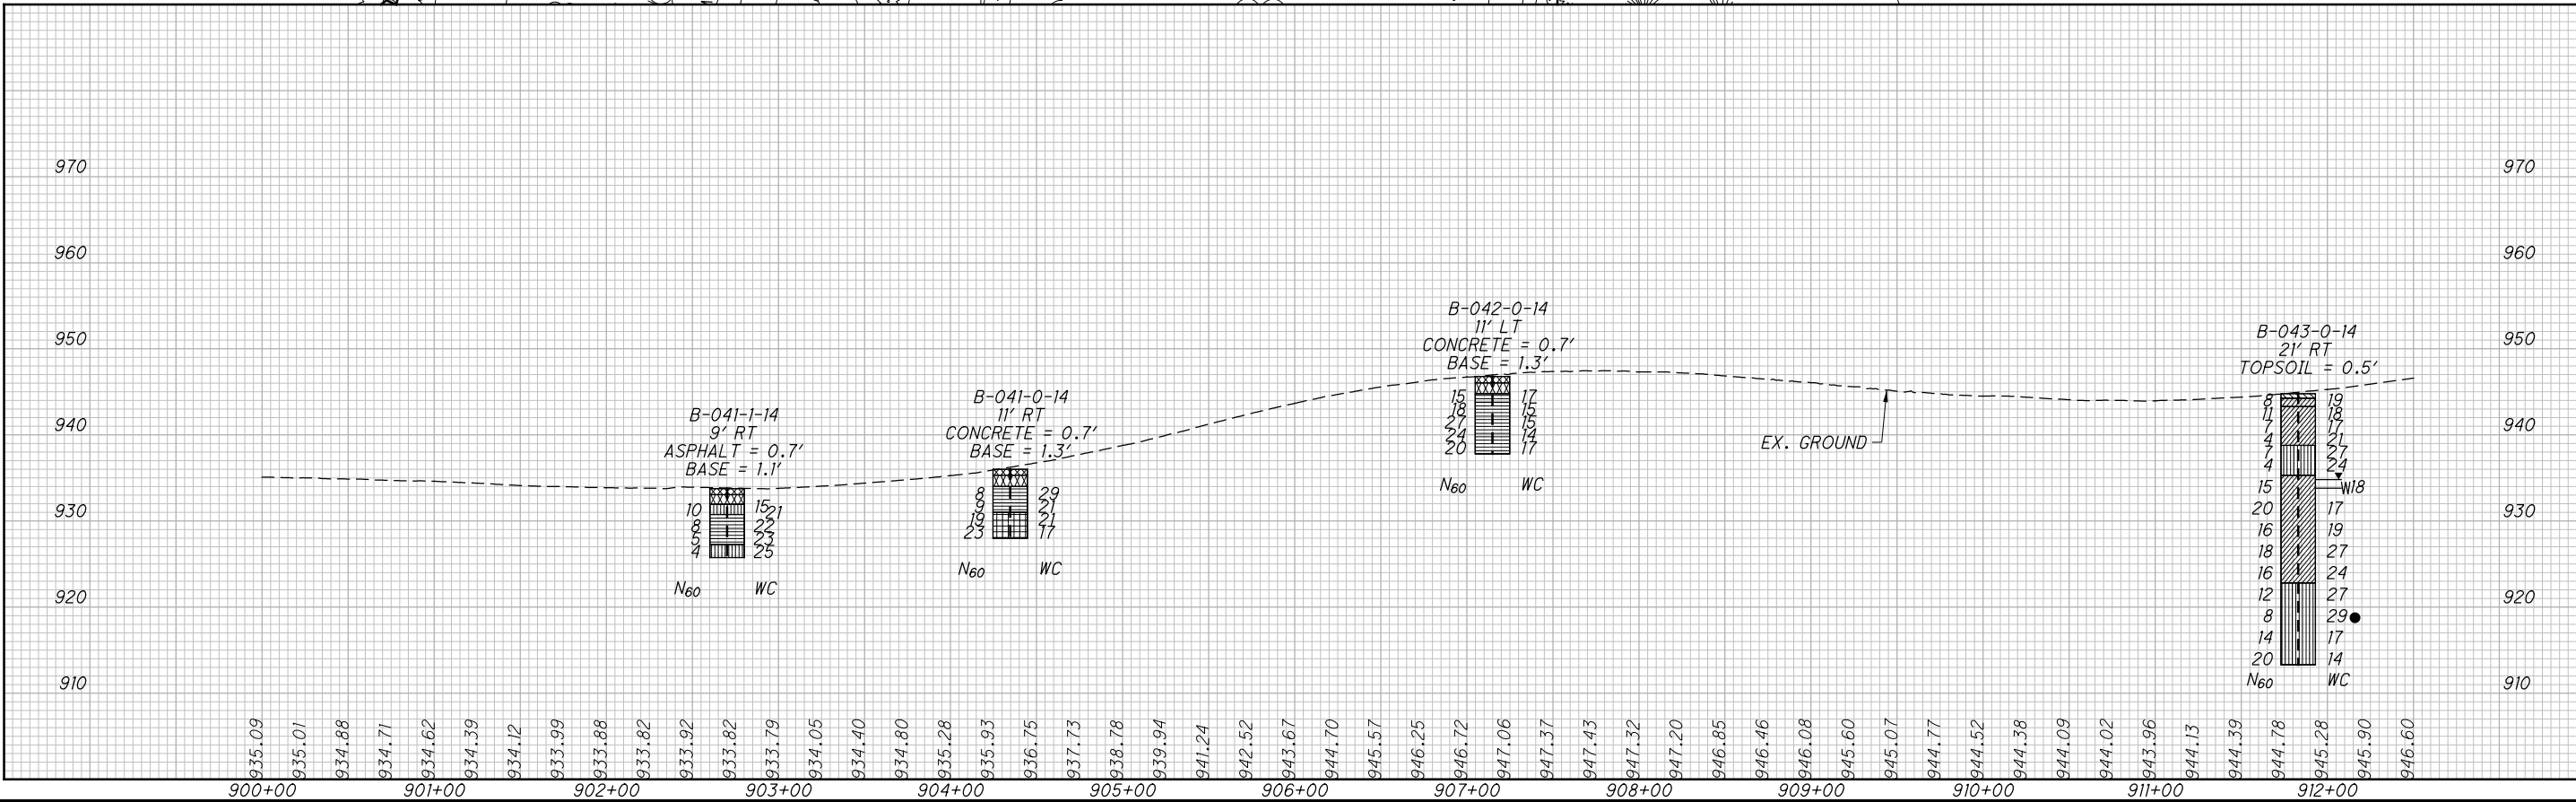 970 970
960 960
950 950
940 940
930 930
920 920
910 910
B-041-1-14
9' RT
ASPHALT = 0.7'
BASE = 1.1'
10 15 21
8 22
5 23
4 25
N60 WC
B-041-0-14
11' RT
CONCRETE = 0.7'
BASE = 1.3'
8 29
9 21
19 21
23 17
N60 WC
B-042-0-14
11' LT
CONCRETE = 0.7'
BASE = 1.3'
15 17
18 15
27 15
24 14
20 17
N60 WC
EX. GROUND
B-043-0-14
21' RT
TOPSOIL = 0.5'
8 19
11 18
7 17
4 21
7 27
4 24
15 W18
20 17
16 19
18 27
16 24
12 27
8 29
14 17
20 14
N60 WC
935.09 935.01 934.88 934.71 934.62 934.39 934.12 933.99 933.88 933.82 933.92 933.82 933.79 934.05 934.40 934.80 935.28 935.93 936.75 937.73 938.78 939.94 941.24 942.52 943.67 944.70 945.57 946.25 946.72 947.06 947.37 947.43 947.32 947.20 946.85 946.46 946.08 945.60 945.07 944.77 944.52 944.38 944.09 944.02 943.96 944.13 944.39 944.78 945.28 945.90 946.60
900+00 901+00 902+00 903+00 904+00 905+00 906+00 907+00 908+00 909+00 910+00 911+00 912+00